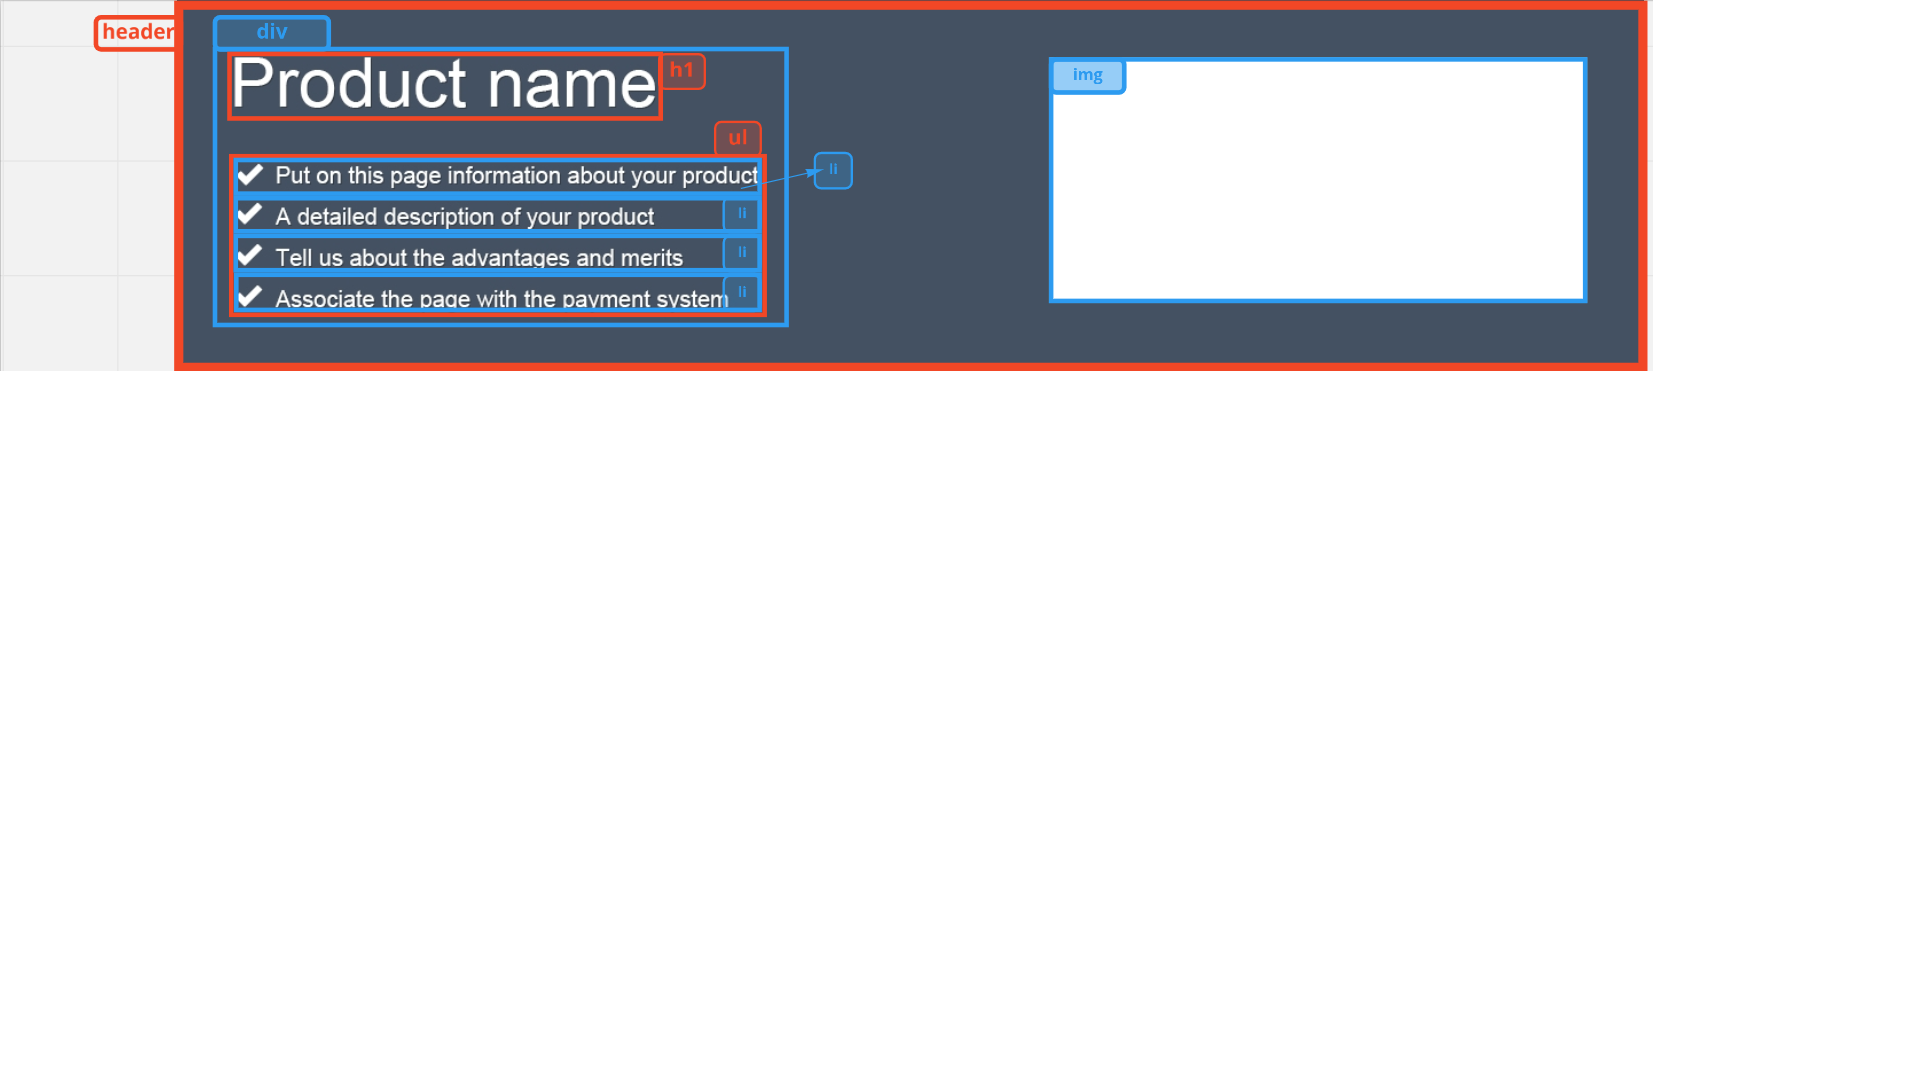 header
div
Product name
h1
img
ul
Put on this page information about your product
li
A detailed description of your product
li
Tell us about the advantages and merits
li
Associate the page with the payment system
li